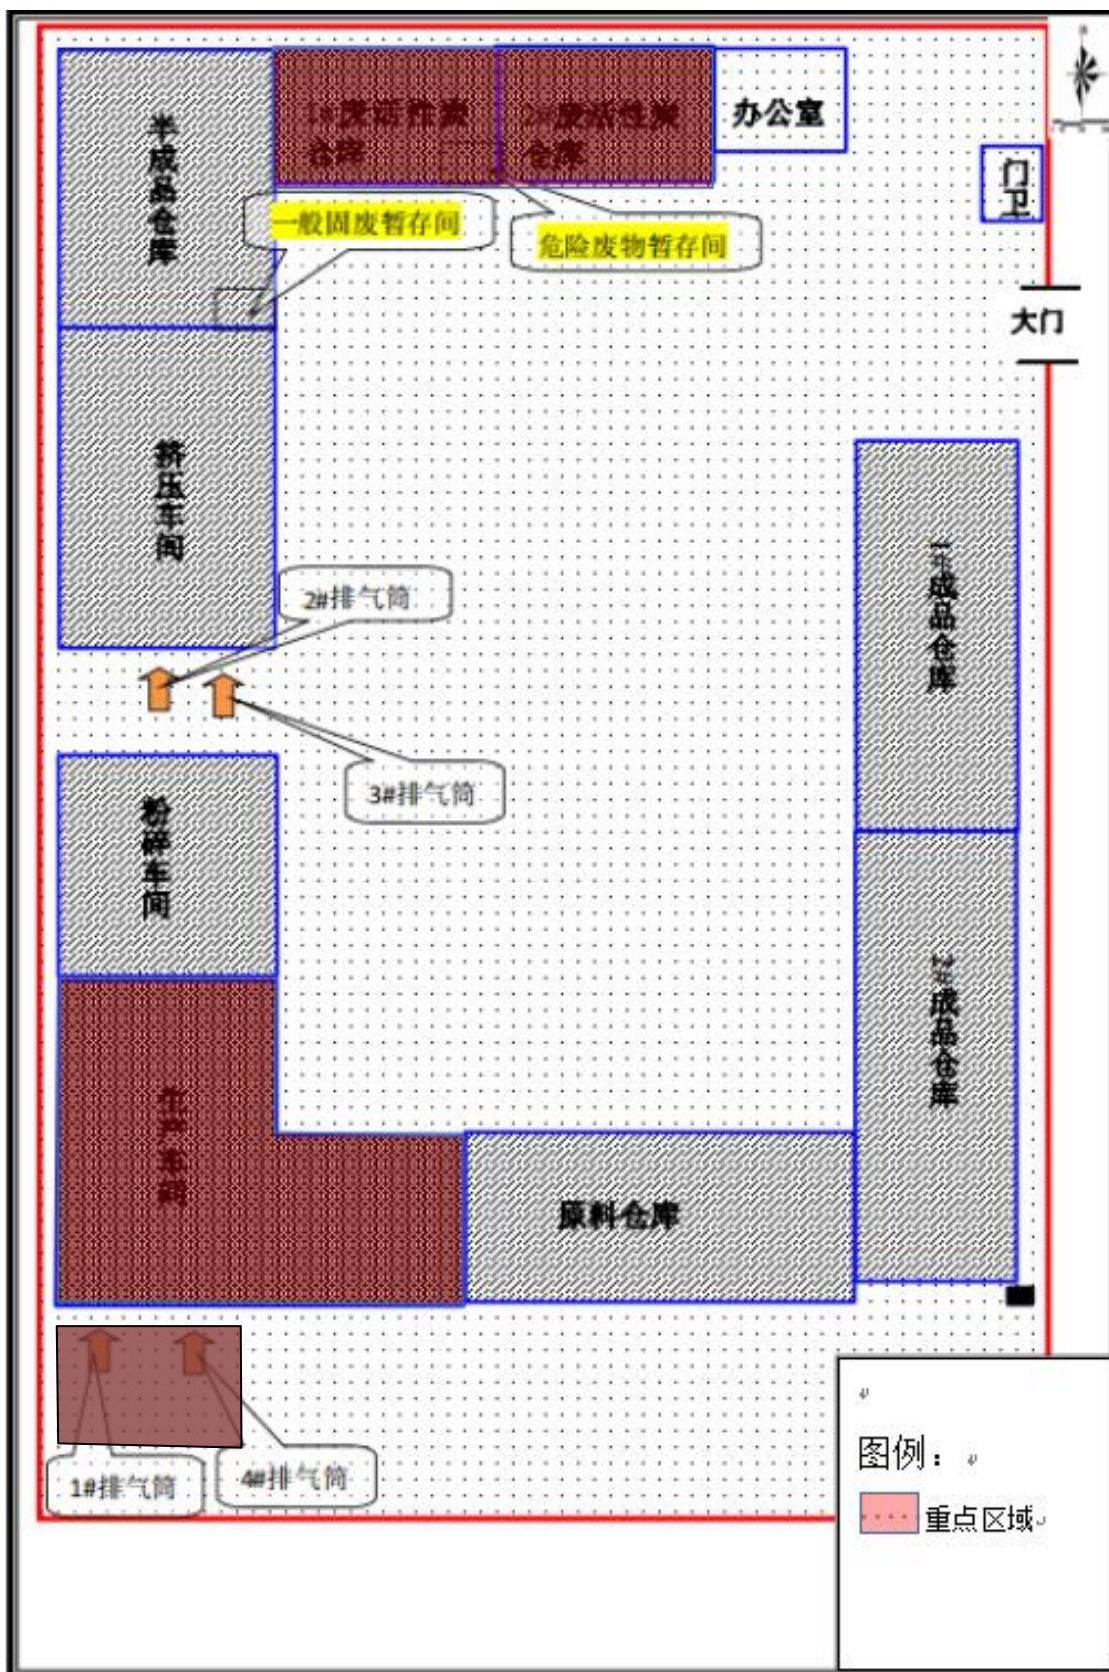 半成品仓库
1#废活性炭
仓库
2#废活性炭
仓库
办公室
门卫
一般固废暂存间
危险废物暂存间
大门
挤压车间
2#排气筒
1#成品仓库
3#排气筒
粉碎车间
2#成品仓库
生产车间
原料仓库
1#排气筒
4#排气筒
图例：
重点区域